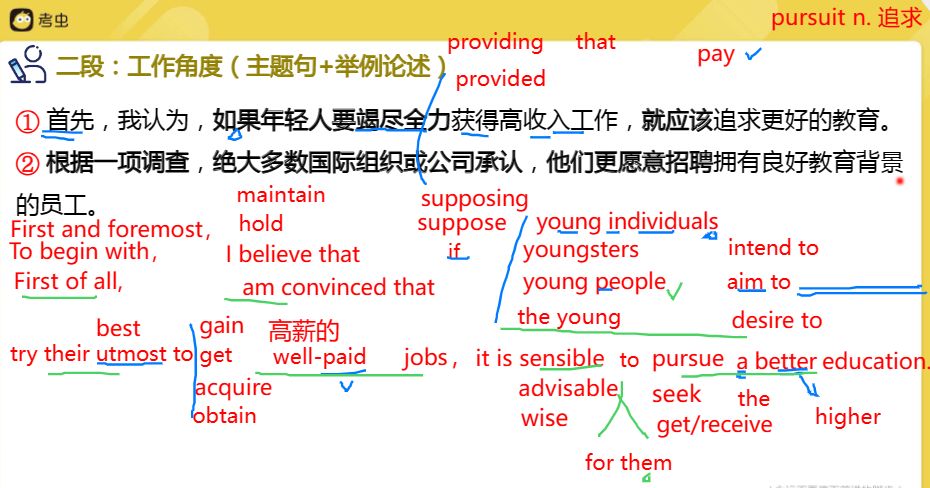 考虫
pursuit n. 追求
providing that
pay
二段：工作角度（主题句+举例论述）
provided
① 首先，我认为，如果年轻人要竭尽全力获得高收入工作，就应该追求更好的教育。
② 根据一项调查，绝大多数国际组织或公司承认，他们更愿意招聘拥有良好教育背景
的员工。
maintain
supposing
First and foremost，
hold
suppose
young individuals
To begin with，
I believe that
if
youngsters
intend to
First of all,
am convinced that
young people
aim to
the young
desire to
best
gain
高薪的
try their utmost to
get
well-paid
jobs，it is sensible to pursue a better education.
acquire
advisable
seek
the
obtain
wise
get/receive
higher
for them